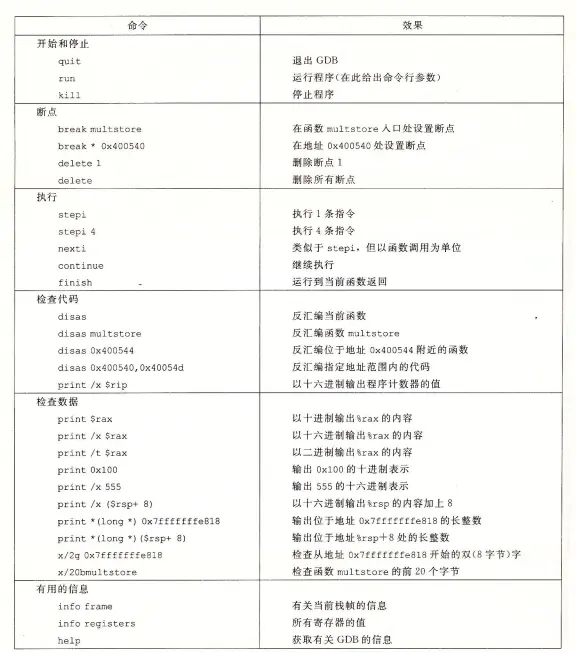 命令 效果
开始和停止
quit 退出 GDB
run 运行程序(在此给出命令行参数)
kill 停止程序
断点
break multstore 在函数 multstore 入口处设置断点
break * 0x400540 在地址 0x400540 处设置断点
delete 1 删除断点 1
delete 删除所有断点
执行
stepi 执行 1 条指令
stepi 4 执行 4 条指令
nexti 类似于 stepi，但以函数调用为单位
continue 继续执行
finish 运行到当前函数返回
检查代码
disas 反汇编当前函数
disas multstore 反汇编函数 multstore
disas 0x400544 反汇编位于地址 0x400544 附近的函数
disas 0x400540,0x40054d 反汇编指定地址范围内的代码
print /x $rip 以十六进制输出程序计数器的值
检查数据
print $rax 以十进制输出%rax的内容
print /x $rax 以十六进制输出%rax的内容
print /t $rax 以二进制输出%rax的内容
print 0x100 输出 0x100 的十进制表示
print /x 555 输出 555 的十六进制表示
print /x ($rsp+ 8) 以十六进制输出%rsp的内容加上 8
print *(long *) 0x7fffffffe818 输出位于地址 0x7fffffffe818 的长整数
print *(long *)($rsp+ 8) 输出位于地址%rsp+8 处的长整数
x/2g 0x7fffffffe818 检查从地址 0x7fffffffe818 开始的双(8 字节)字
x/20bmultstore 检查函数 multstore 的前 20 个字节
有用的信息
info frame 有关当前栈帧的信息
info registers 所有寄存器的值
help 获取有关 GDB 的信息